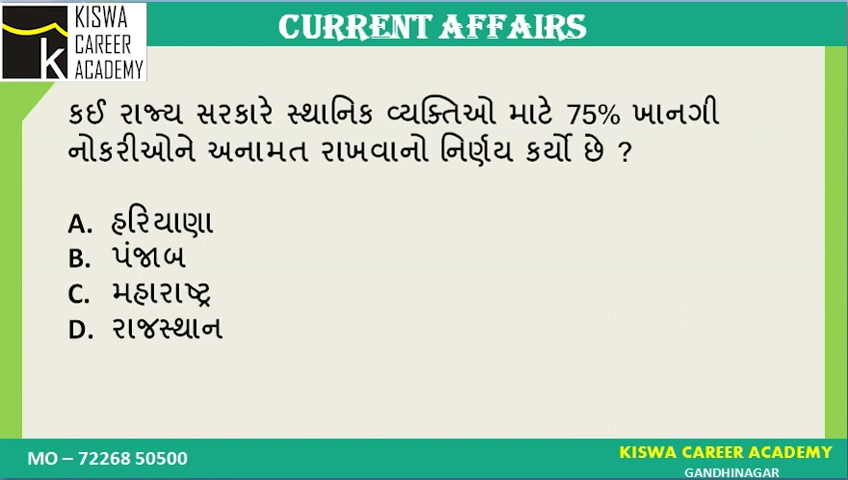 KISWA
CAREER
ACADEMY
k
CURRENT AFFAIRS
કઈ રાજ્ય સરકારે સ્થાનિક વ્યક્તિઓ માટે 75% ખાનગી
નોકરીઓને અનામત રાખવાનો નિર્ણય કર્યો છે ?
A. હરિયાણા
B. પંજાબ
C. મહારાષ્ટ્ર
D. રાજસ્થાન
MO – 72268 50500
KISWA CAREER ACADEMY
GANDHINAGAR